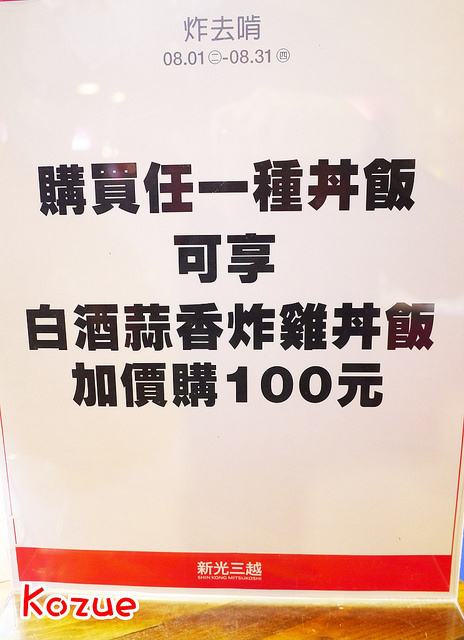 炸去啃
08.01㊁-08.31㊃
購買任一種丼飯
可享
白酒蒜香炸雞丼飯
加價購100元
新光三越
SHIN KONG MITSUKOSHI
Kozue